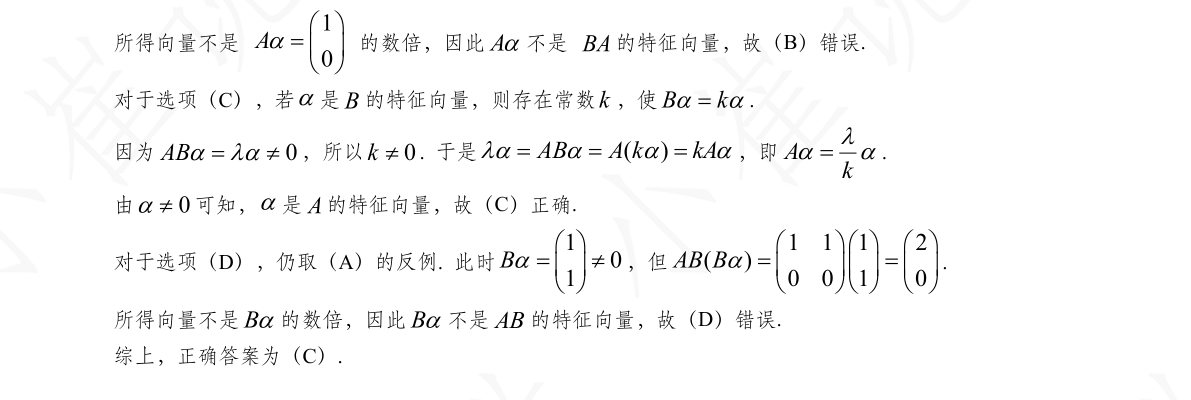 所得向量不是 $A\alpha=\begin{pmatrix}1\\0\end{pmatrix}$ 的数倍，因此 $A\alpha$ 不是 $BA$ 的特征向量，故（B）错误.
对于选项（C），若 $\alpha$ 是 $B$ 的特征向量，则存在常数 $k$，使 $B\alpha=k\alpha$.
因为 $AB\alpha=\lambda\alpha\neq 0$，所以 $k\neq 0$. 于是 $\lambda\alpha=AB\alpha=A(k\alpha)=kA\alpha$，即 $A\alpha=\frac{\lambda}{k}\alpha$.
由 $\alpha\neq 0$ 可知，$\alpha$ 是 $A$ 的特征向量，故（C）正确.
对于选项（D），仍取（A）的反例. 此时 $B\alpha=\begin{pmatrix}1\\1\end{pmatrix}\neq 0$，但 $AB(B\alpha)=\begin{pmatrix}1&1\\0&0\end{pmatrix}\begin{pmatrix}1\\1\end{pmatrix}=\begin{pmatrix}2\\0\end{pmatrix}$.
所得向量不是 $B\alpha$ 的数倍，因此 $B\alpha$ 不是 $AB$ 的特征向量，故（D）错误.
综上，正确答案为（C）.